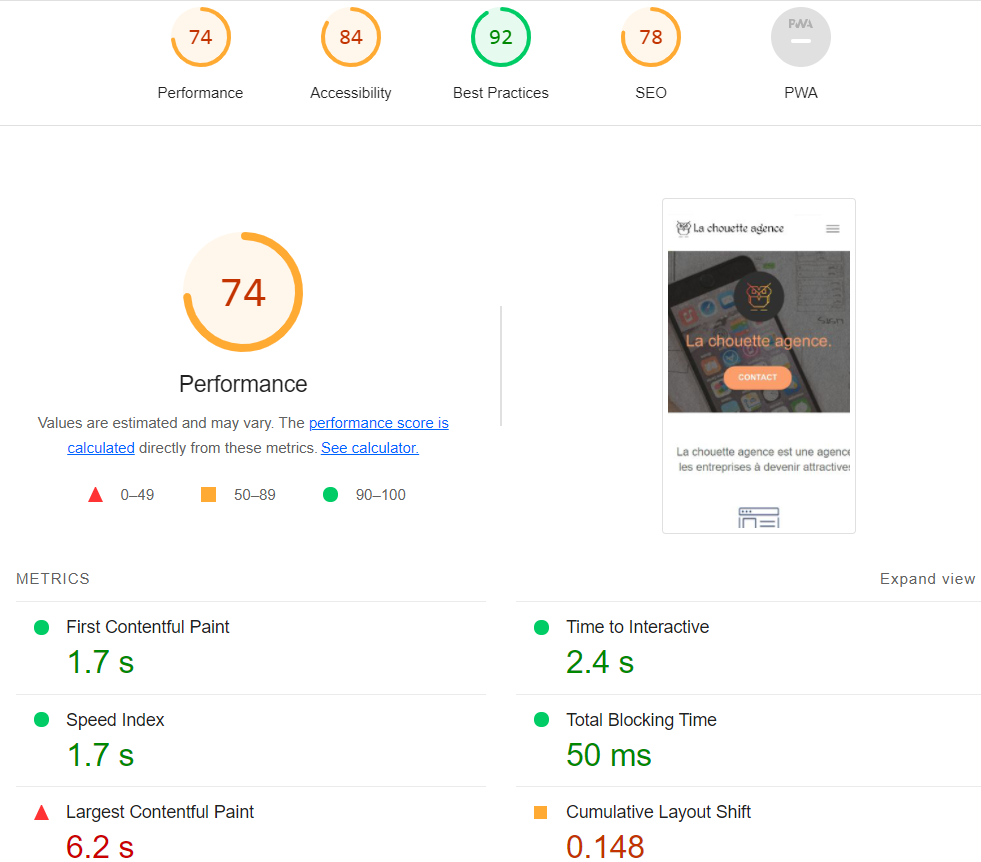 74
84
92
78
PWA
Performance
Accessibility
Best Practices
SEO
PWA
La chouette agence
74
La chouette agence.
CONTACT
Performance
Values are estimated and may vary. The performance score is
calculated directly from these metrics. See calculator.
La chouette agence est une agence
les entreprises à devenir attractive
0–49
50–89
90–100
METRICS
Expand view
First Contentful Paint
1.7 s
Time to Interactive
2.4 s
Speed Index
1.7 s
Total Blocking Time
50 ms
Largest Contentful Paint
6.2 s
Cumulative Layout Shift
0.148